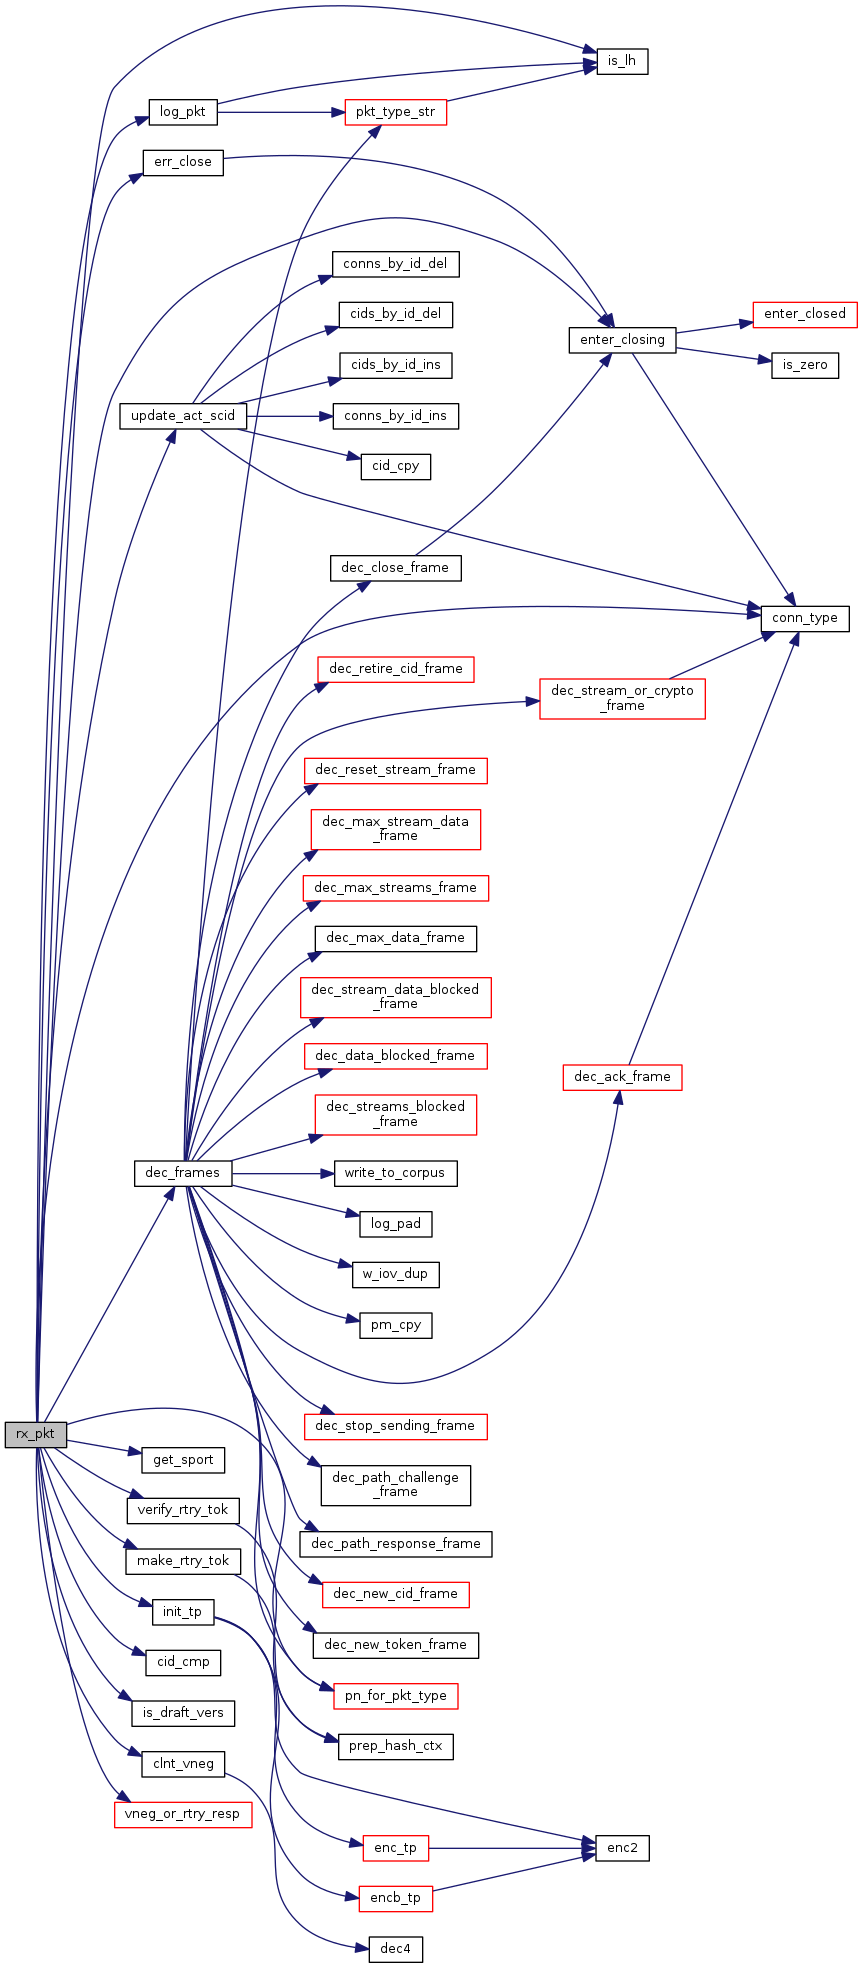 is_lh
log_pkt
pkt_type_str
err_close
conns_by_id_del
cids_by_id_del
enter_closed
enter_closing
cids_by_id_ins
is_zero
update_act_scid
conns_by_id_ins
cid_cpy
dec_close_frame
conn_type
dec_retire_cid_frame
dec_stream_or_crypto
_frame
dec_reset_stream_frame
dec_max_stream_data
_frame
dec_max_streams_frame
dec_max_data_frame
dec_stream_data_blocked
_frame
dec_data_blocked_frame
dec_ack_frame
dec_streams_blocked
_frame
dec_frames
write_to_corpus
log_pad
w_iov_dup
pm_cpy
dec_stop_sending_frame
rx_pkt
get_sport
dec_path_challenge
_frame
verify_rtry_tok
dec_path_response_frame
make_rtry_tok
dec_new_cid_frame
init_tp
dec_new_token_frame
cid_cmp
pn_for_pkt_type
is_draft_vers
prep_hash_ctx
clnt_vneg
vneg_or_rtry_resp
enc_tp
enc2
encb_tp
dec4